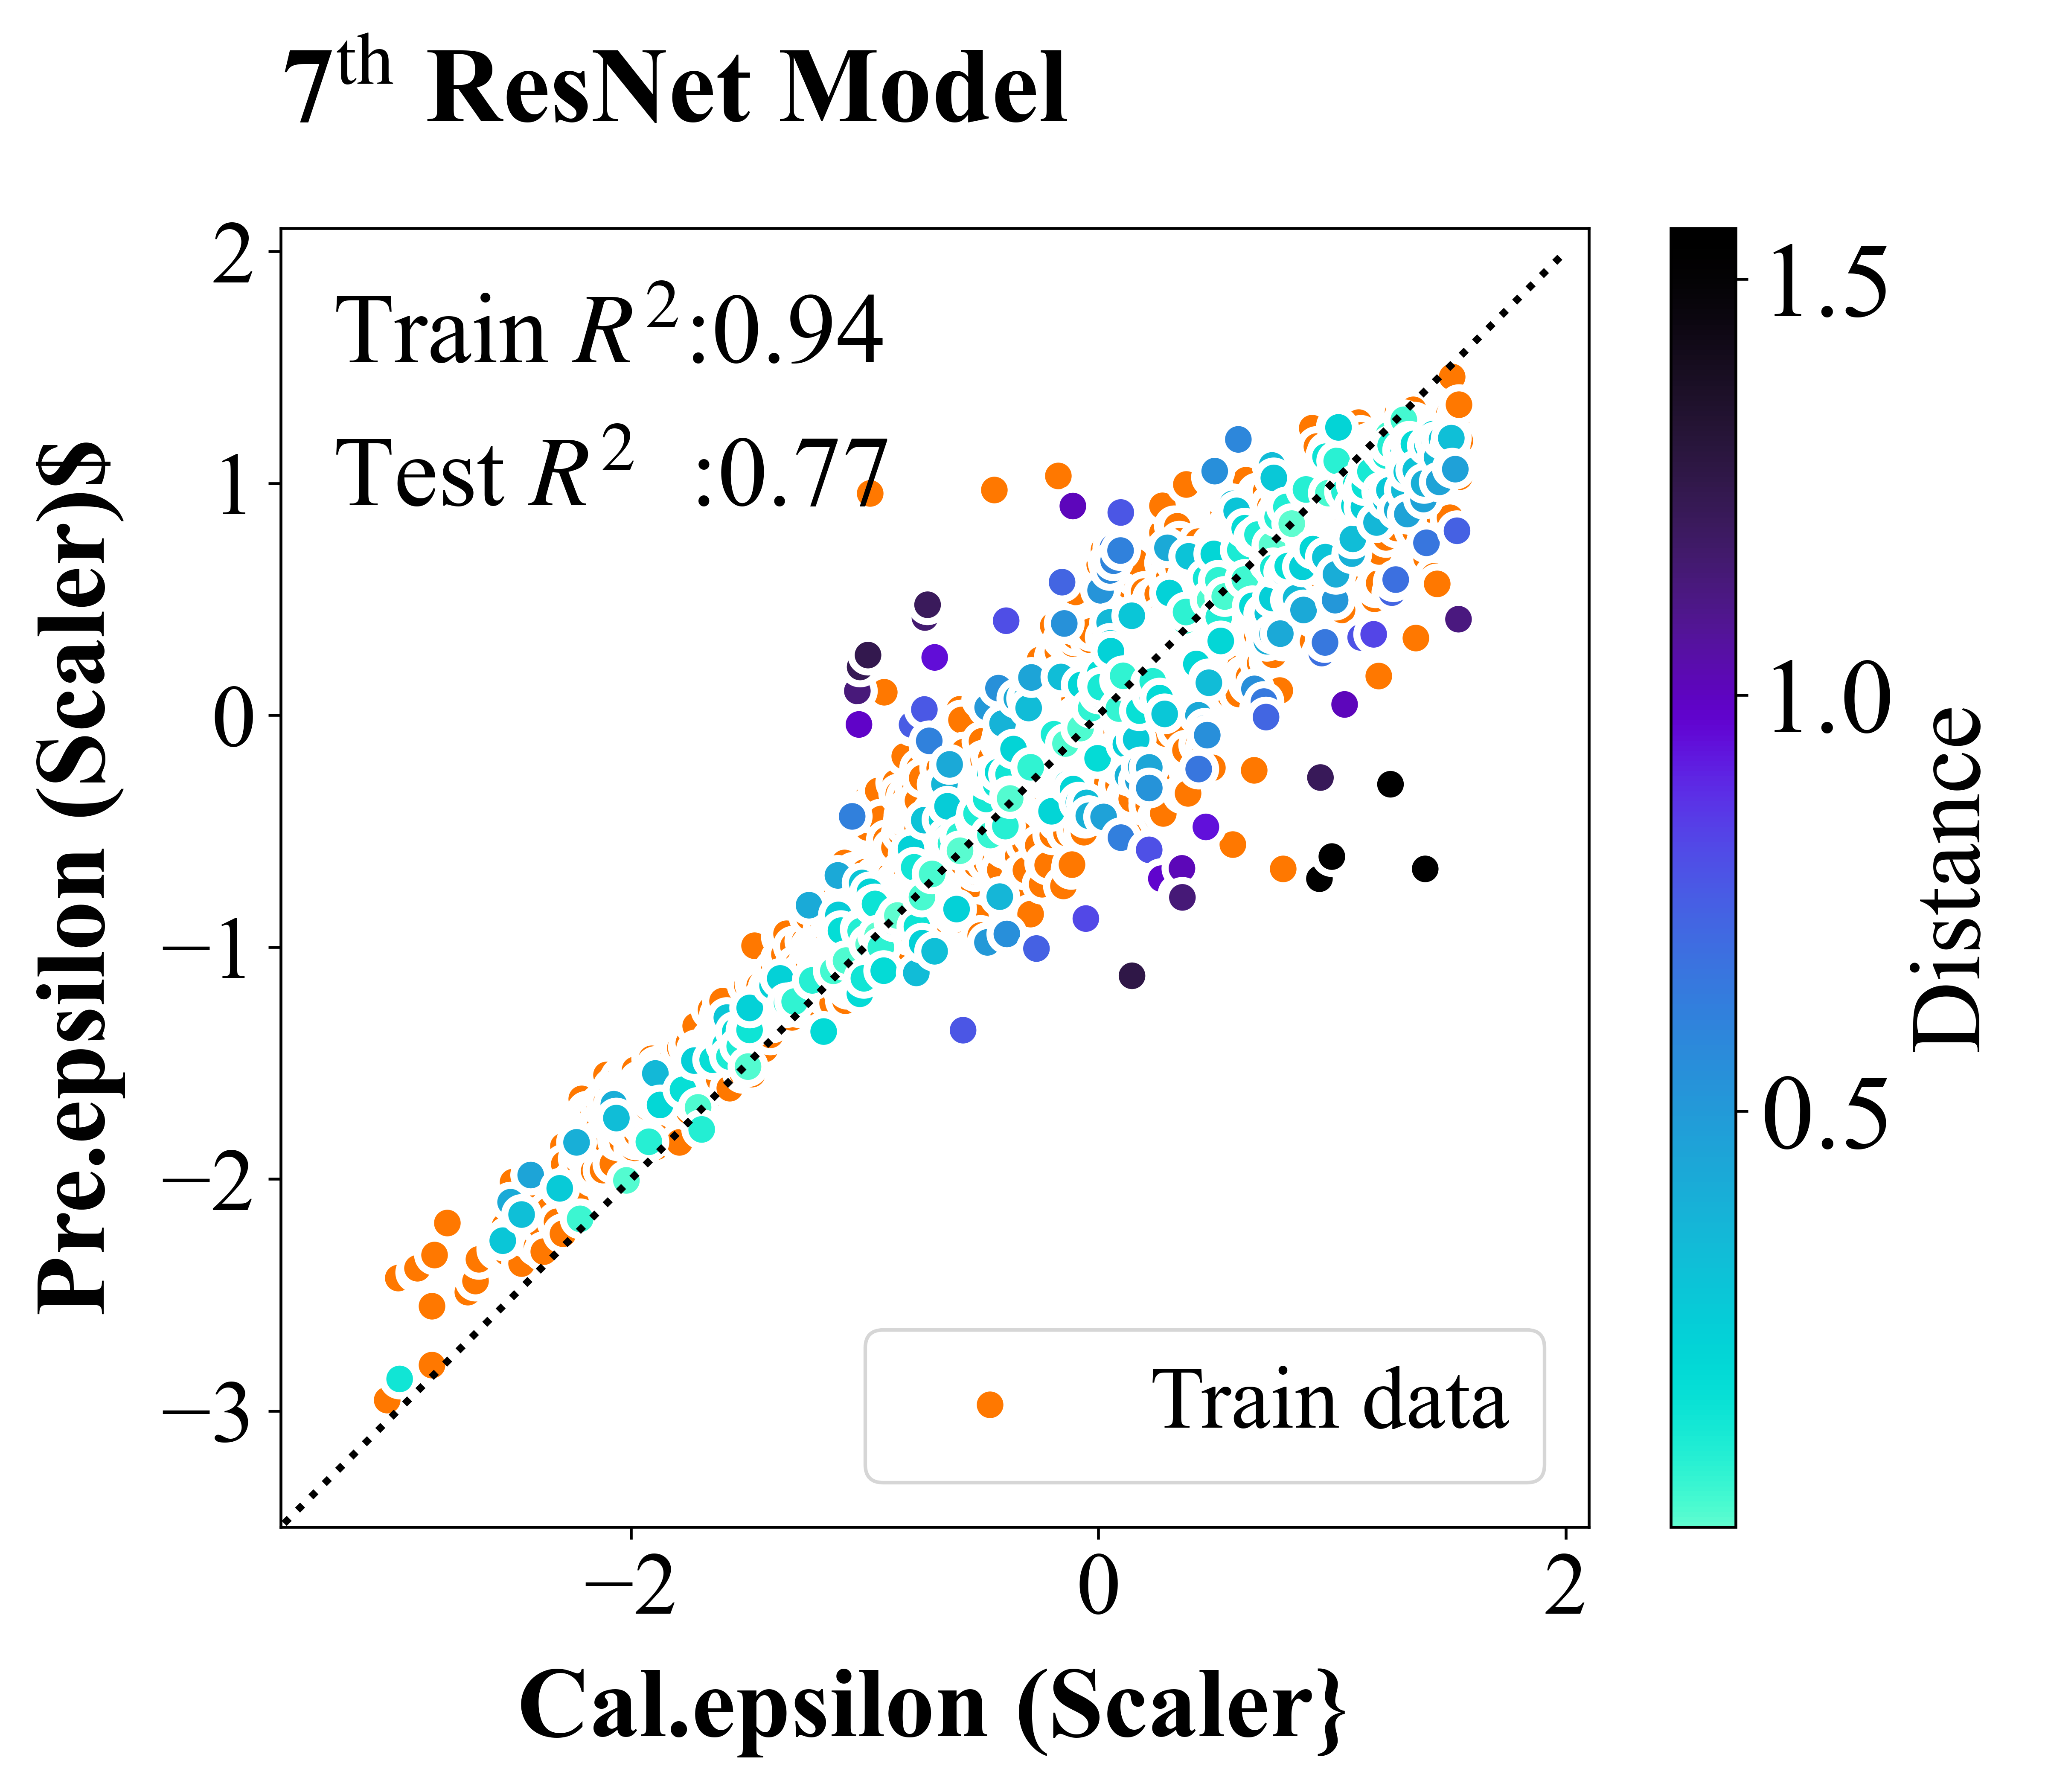 7th ResNet Model
Train R²:0.94
Test R² :0.77
2
1
0
−1
−2
−3
Pre.epsilon (Scaler)$
−2
0
2
Cal.epsilon (Scaler}
Train data
1.5
1.0
0.5
Distance